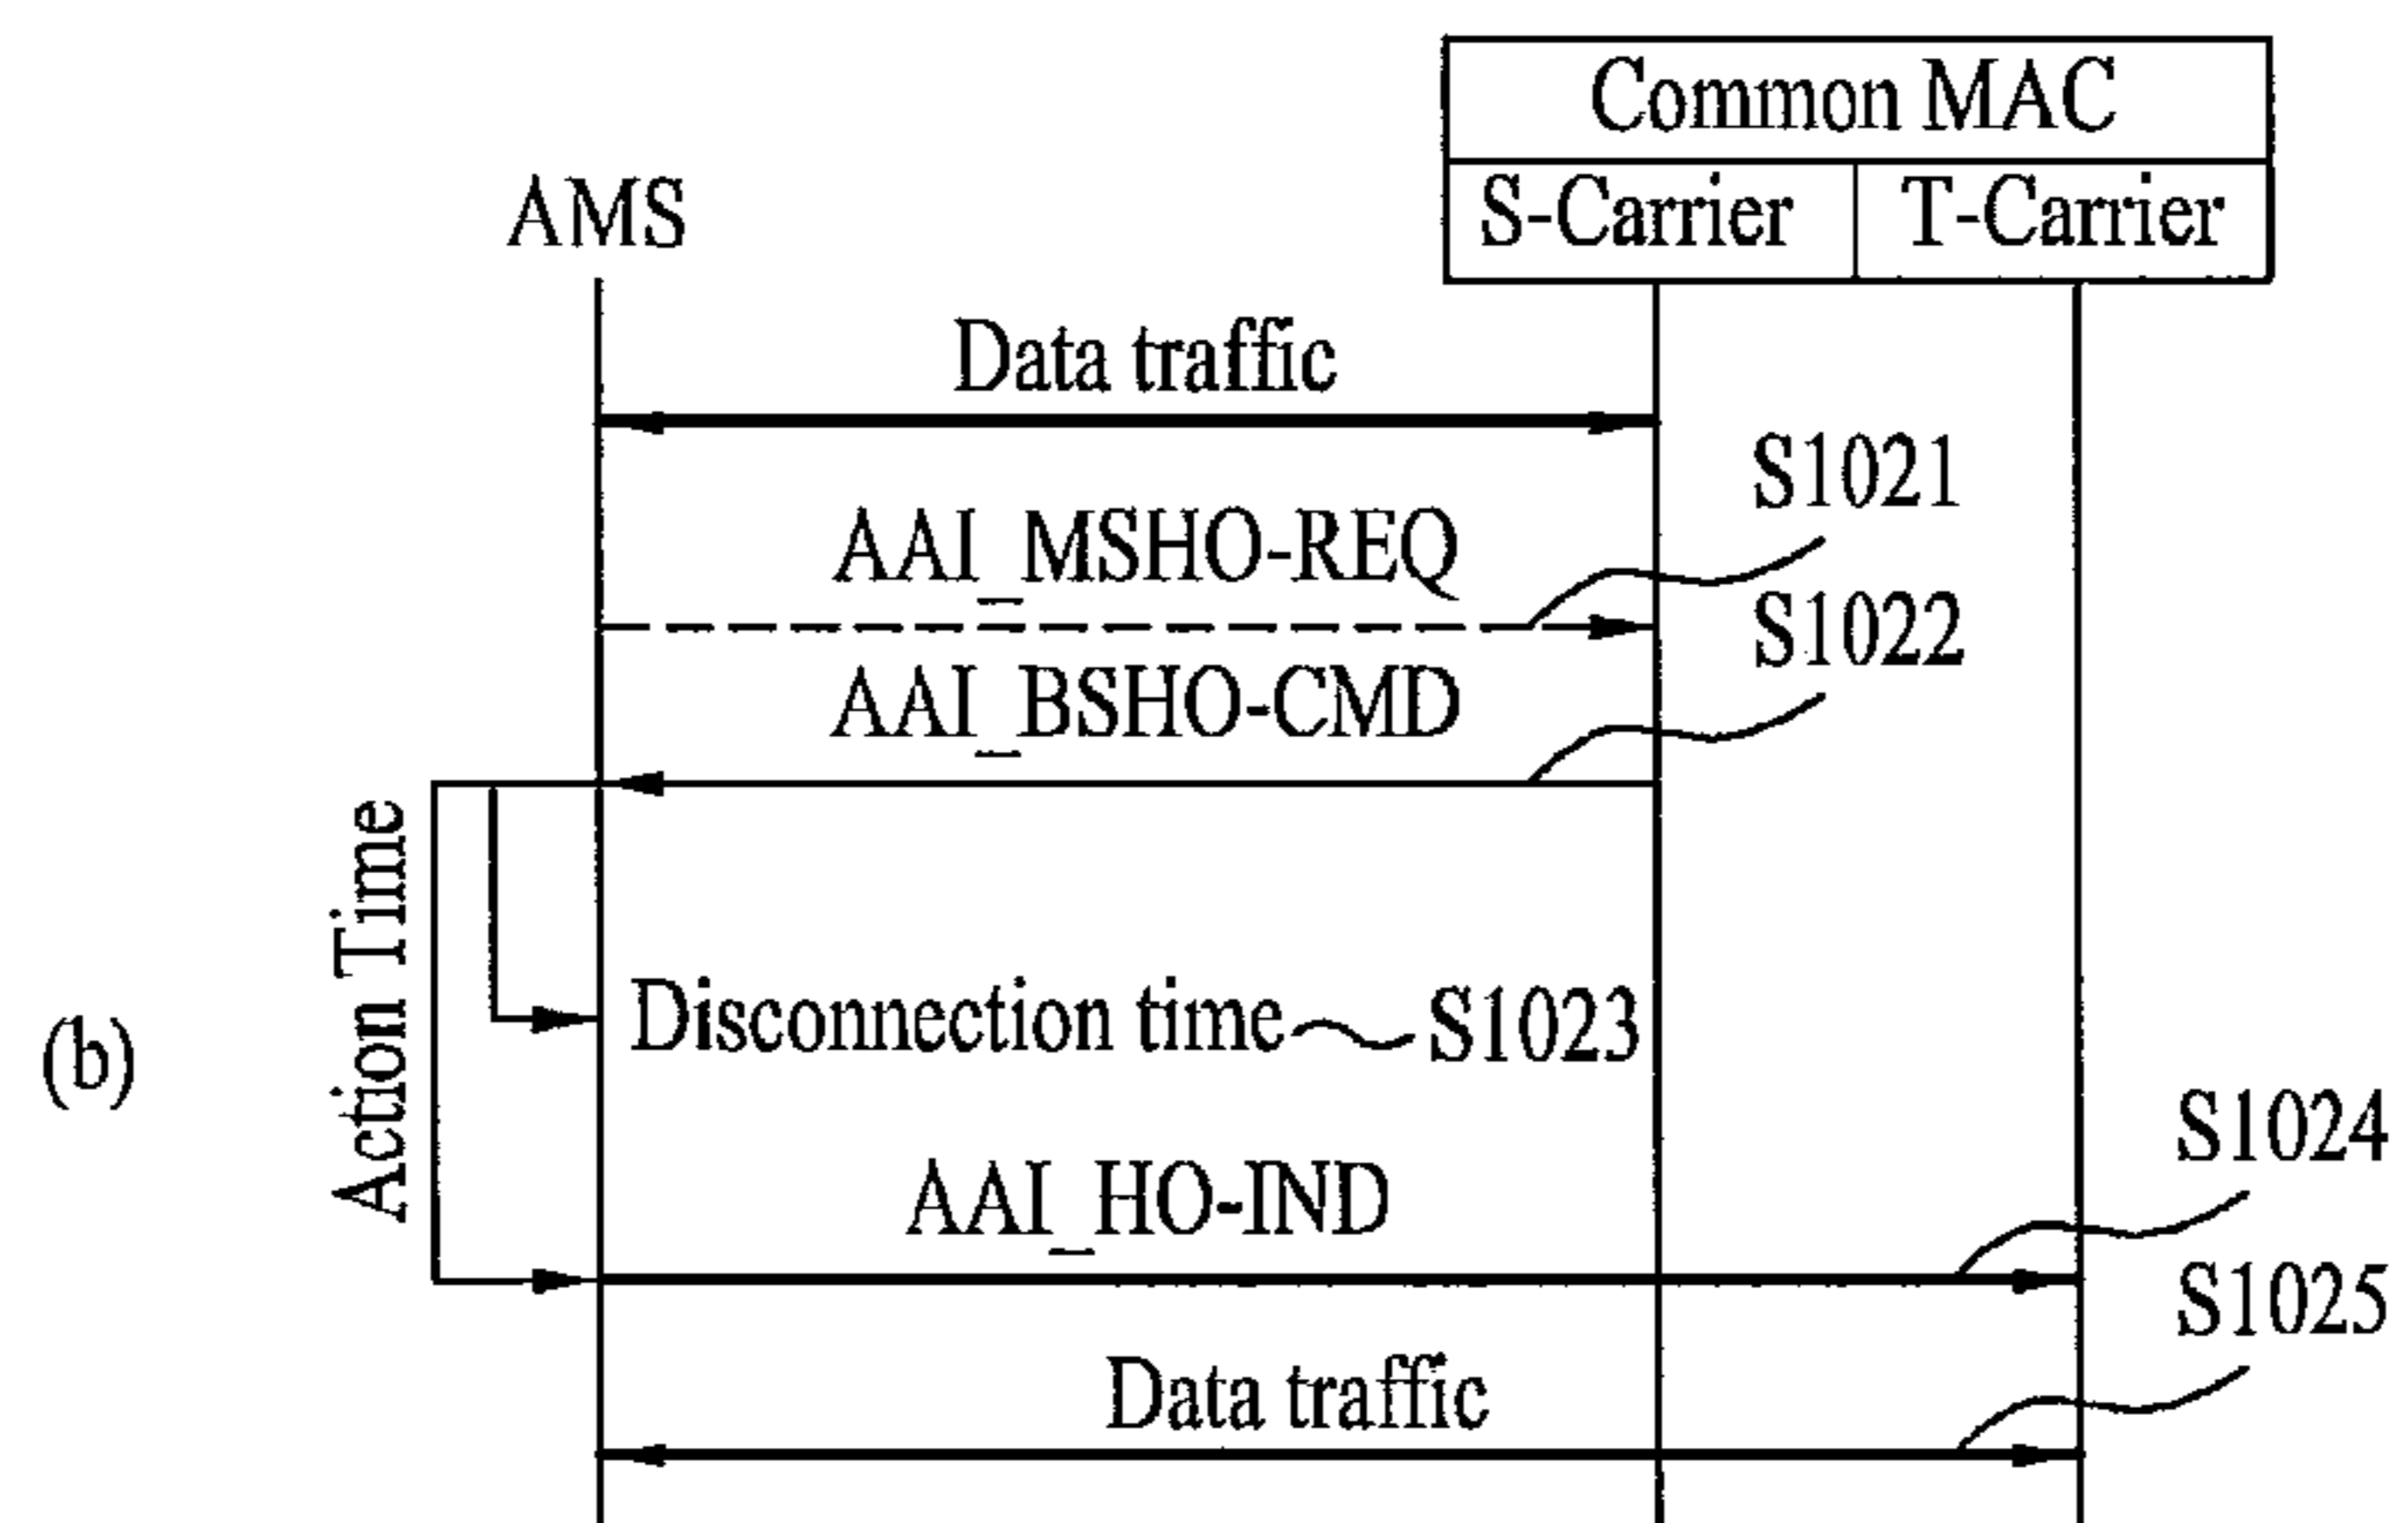 Common MAC
AMS
S-Carrier
T-Carrier
Data traffic
S1021
AAI_MSHO-REQ
S1022
AAI_BSHO-CMD
Action Time
Disconnection time
S1023
(b)
S1024
AAI_HO-IND
S1025
Data traffic